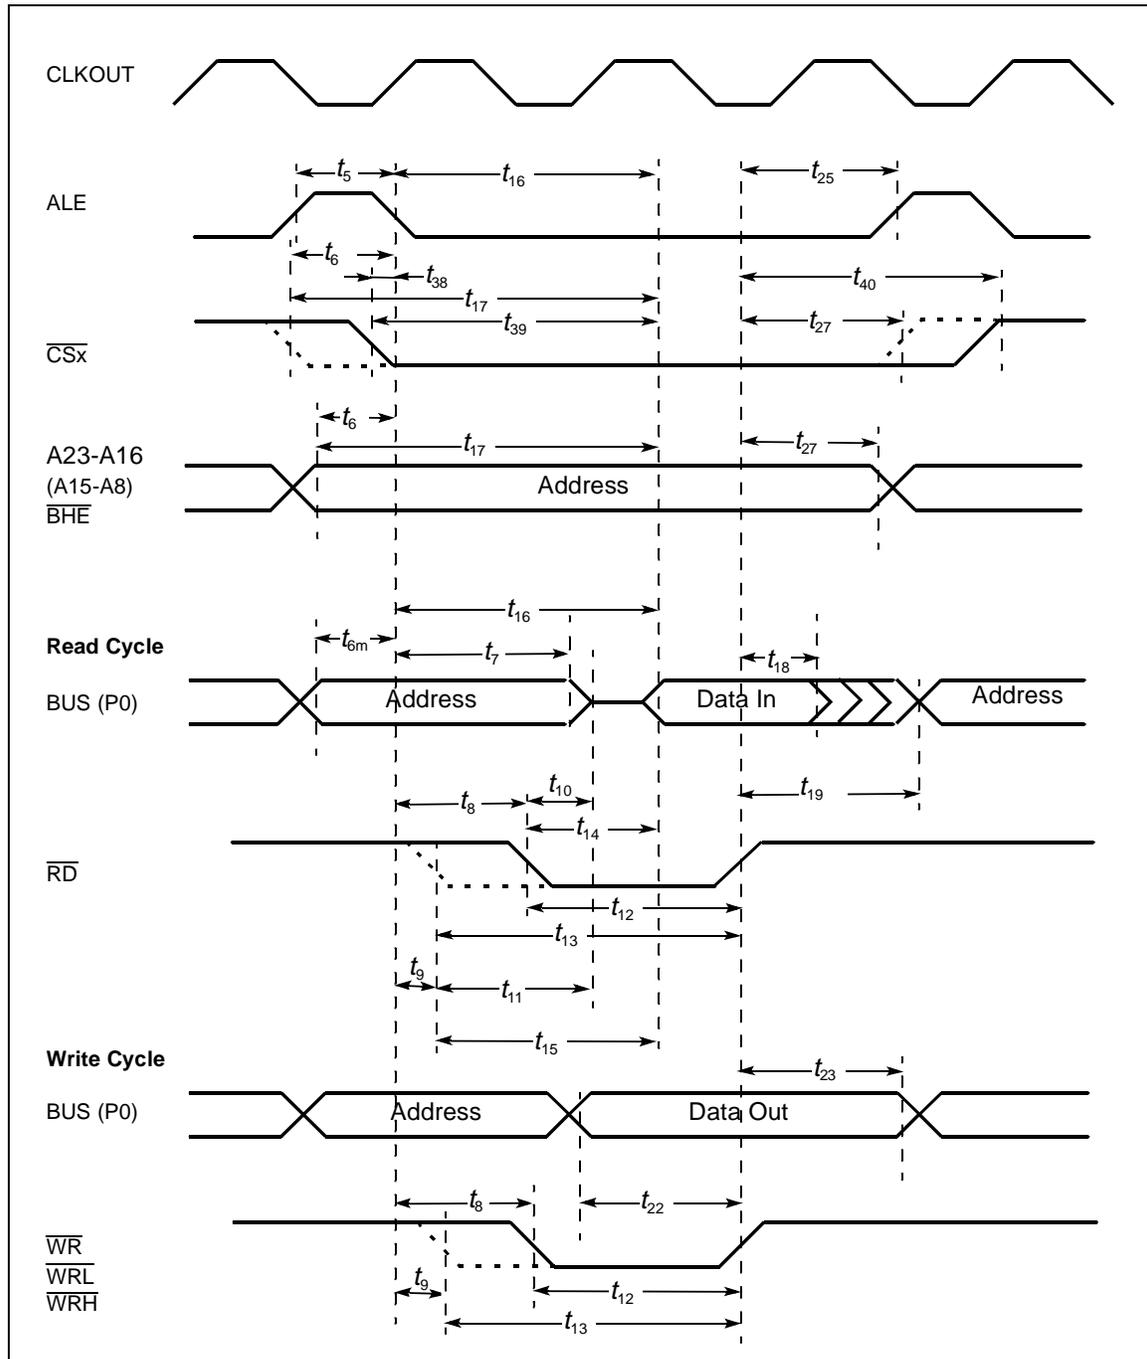 CLKOUT
t5
t16
t25
ALE
t6
t38
t40
t17
t39
t27
CSx
t6
t17
t27
A23-A16
(A15-A8)
Address
BHE
t16
Read Cycle
t6m
t7
t18
BUS (P0)
Address
Data In
Address
t10
t19
t8
t14
RD
t12
t13
t9
t11
t15
Write Cycle
t23
BUS (P0)
Address
Data Out
t8
t22
WR
WRL
t9
t12
WRH
t13